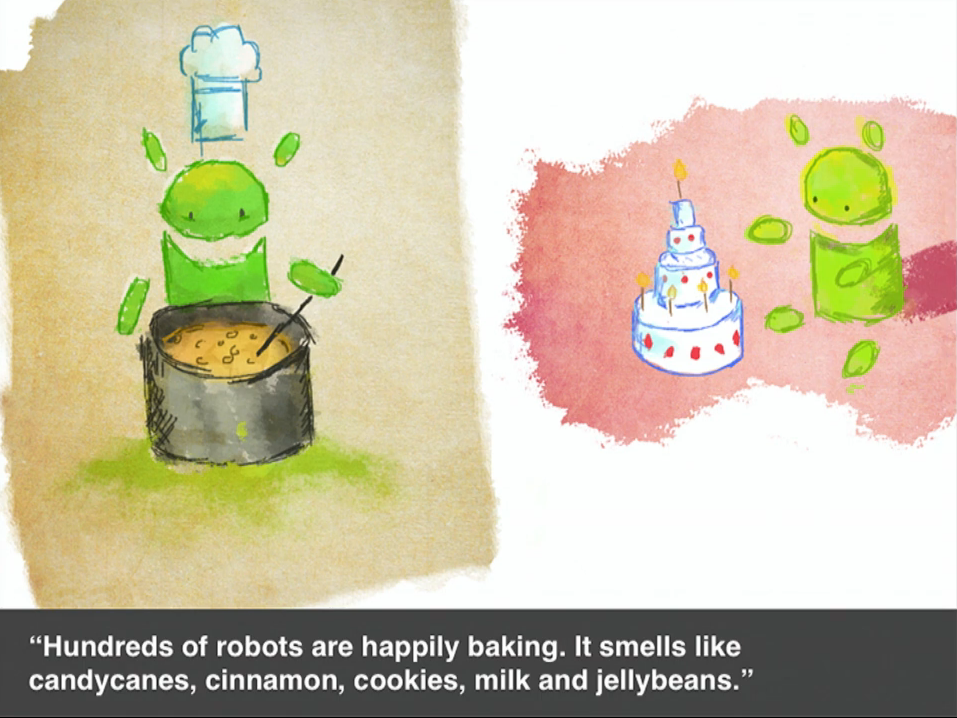 “Hundreds of robots are happily baking. It smells like
candycanes, cinnamon, cookies, milk and jellybeans.”